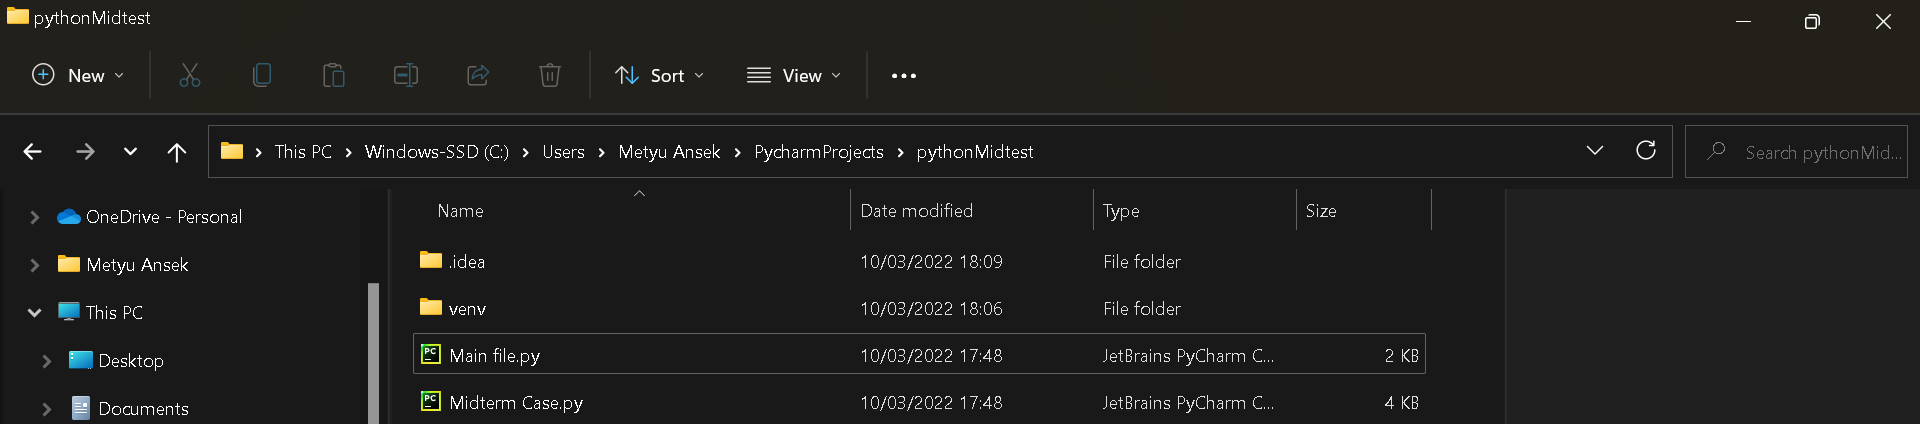 pythonMidtest
New Sort View
This PC Windows-SSD (C:) Users Metyu Ansek PycharmProjects pythonMidtest Search pythonMid...
OneDrive - Personal
Metyu Ansek
This PC
Desktop
Documents
Name Date modified Type Size
.idea 10/03/2022 18:09 File folder
venv 10/03/2022 18:06 File folder
Main file.py 10/03/2022 17:48 JetBrains PyCharm C... 2 KB
Midterm Case.py 10/03/2022 17:48 JetBrains PyCharm C... 4 KB